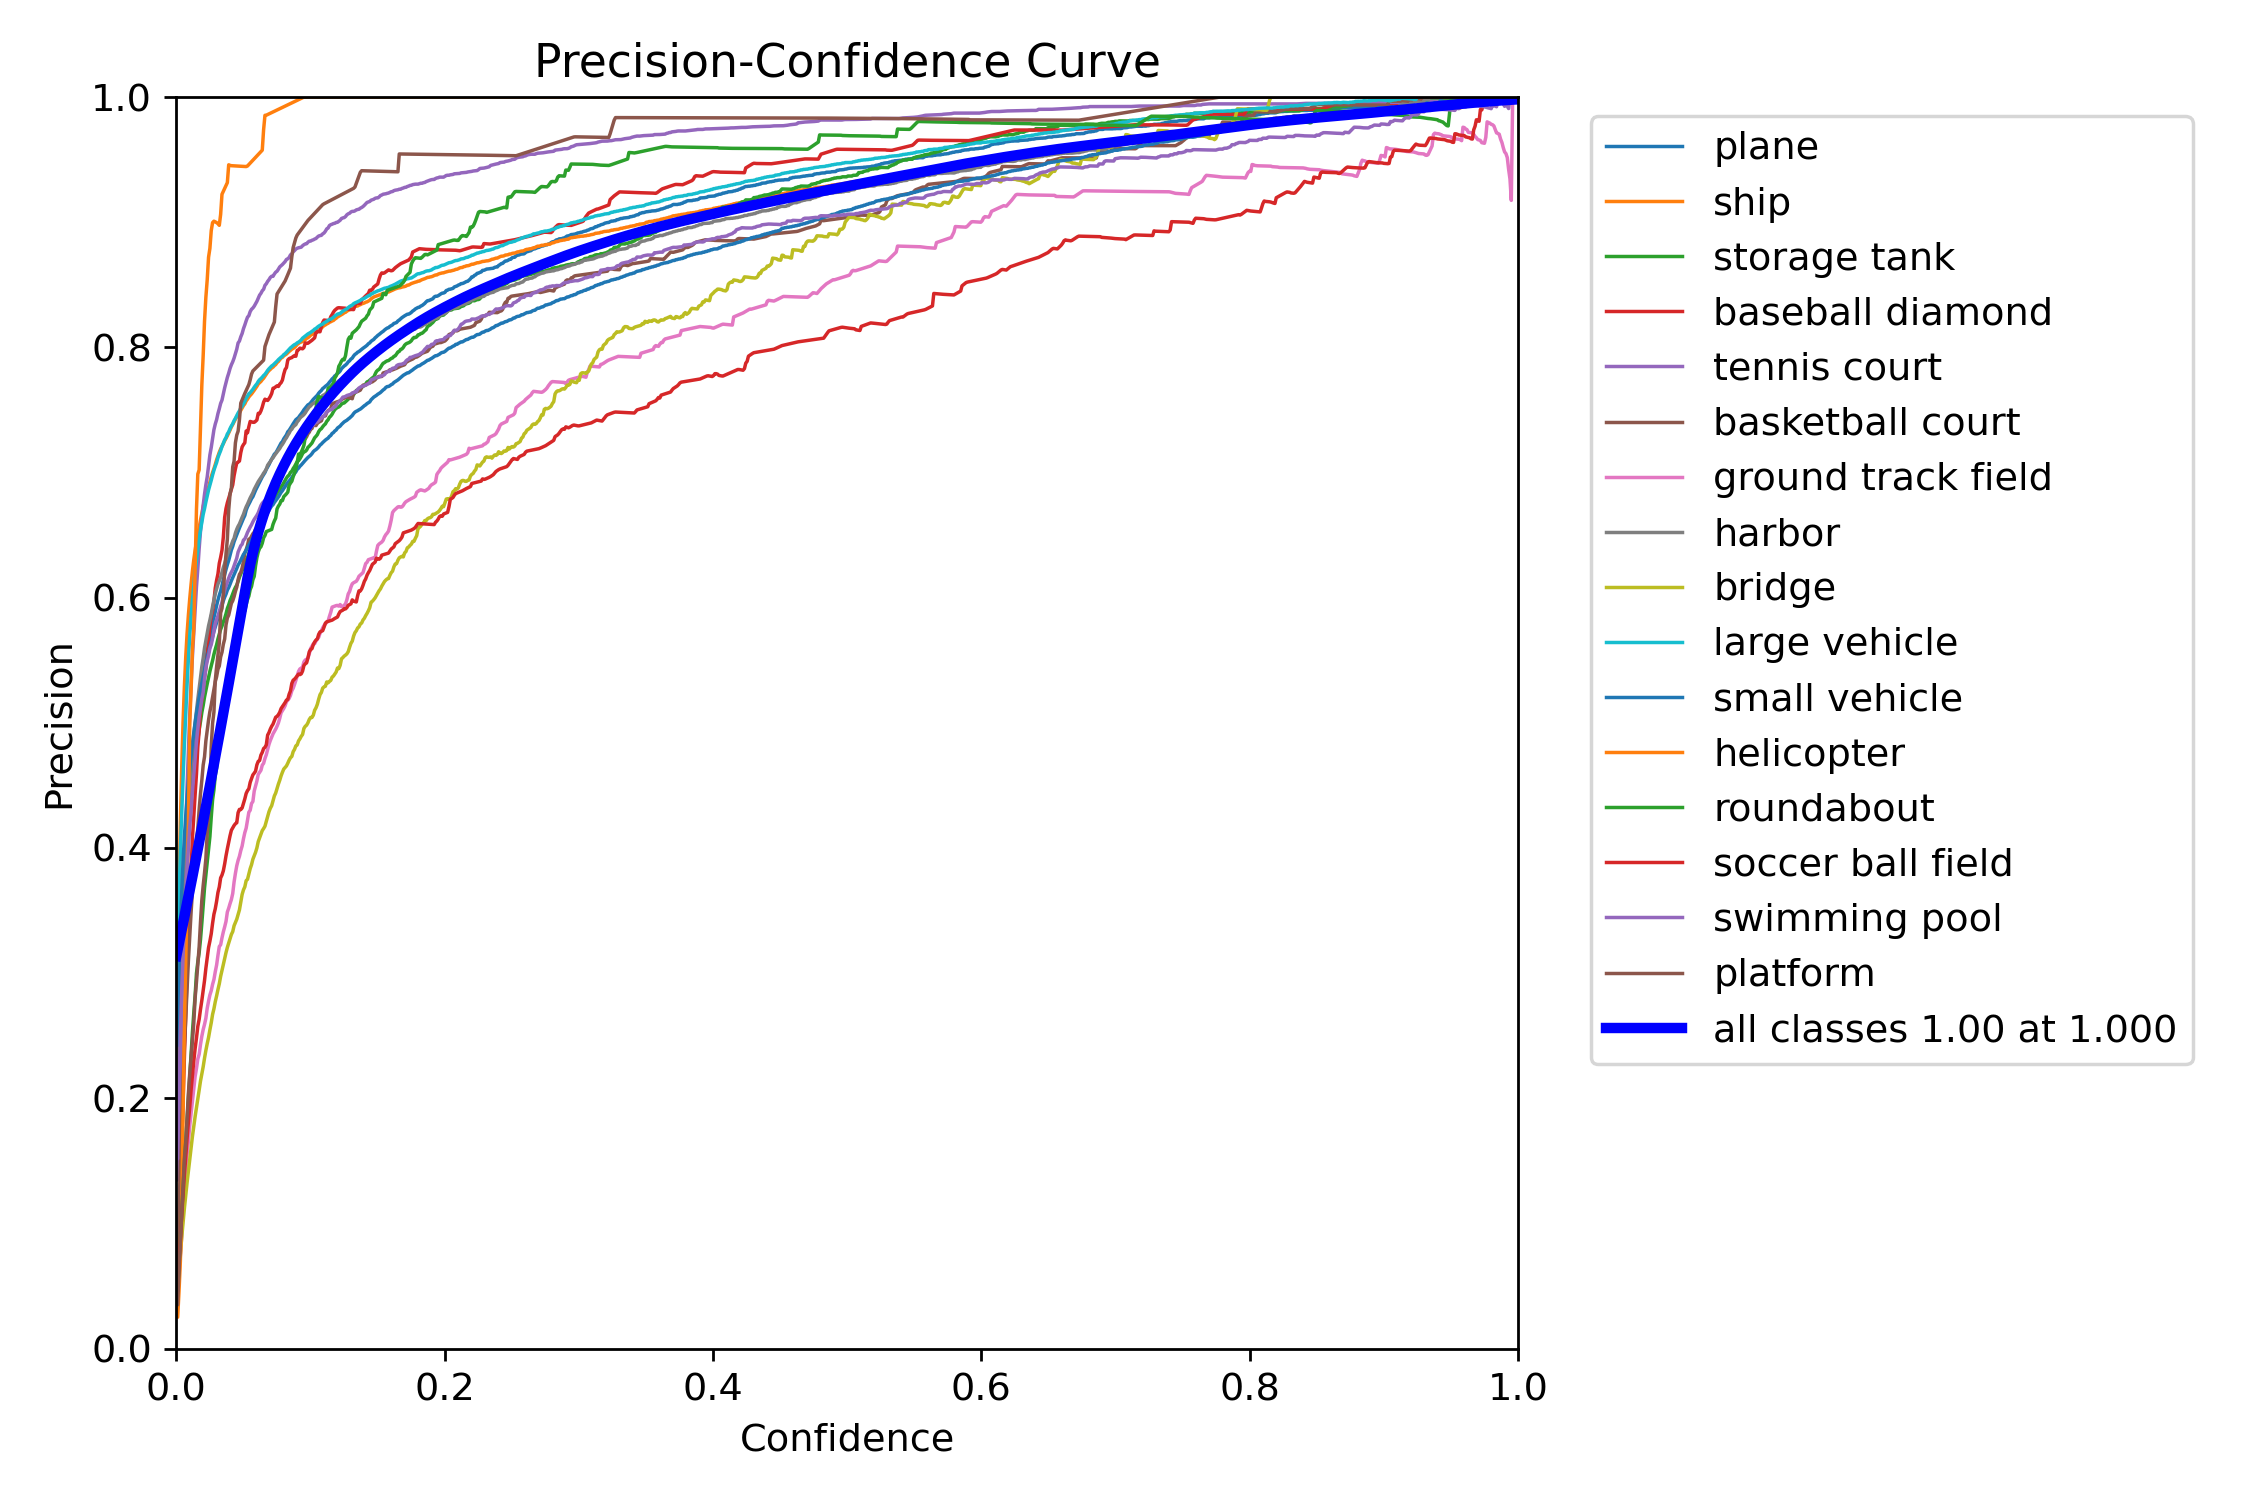 Precision-Confidence Curve
1.0
0.8
0.6
0.4
0.2
0.0
Precision
0.0 0.2 0.4 0.6 0.8 1.0
Confidence
plane
ship
storage tank
baseball diamond
tennis court
basketball court
ground track field
harbor
bridge
large vehicle
small vehicle
helicopter
roundabout
soccer ball field
swimming pool
platform
all classes 1.00 at 1.000